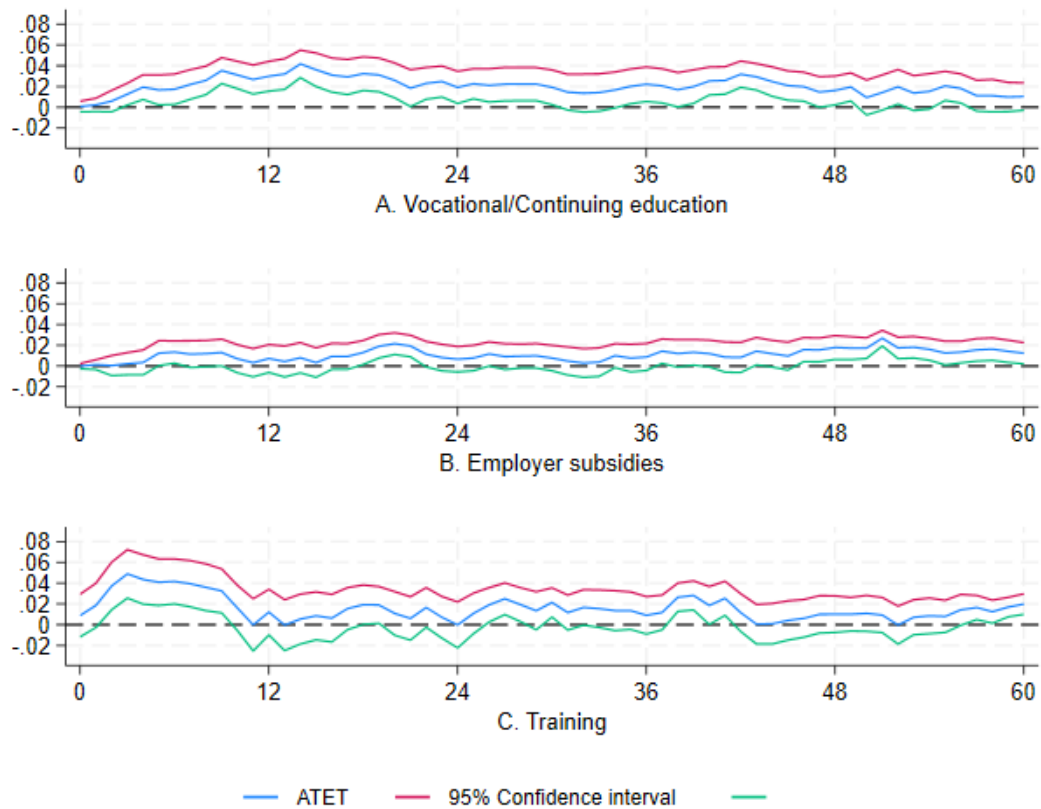 .08
.06
.04
.02
0
-.02
0 12 24 36 48 60
A. Vocational/Continuing education
.08
.06
.04
.02
0
-.02
0 12 24 36 48 60
B. Employer subsidies
.08
.06
.04
.02
0
-.02
0 12 24 36 48 60
C. Training
ATET 95% Confidence interval